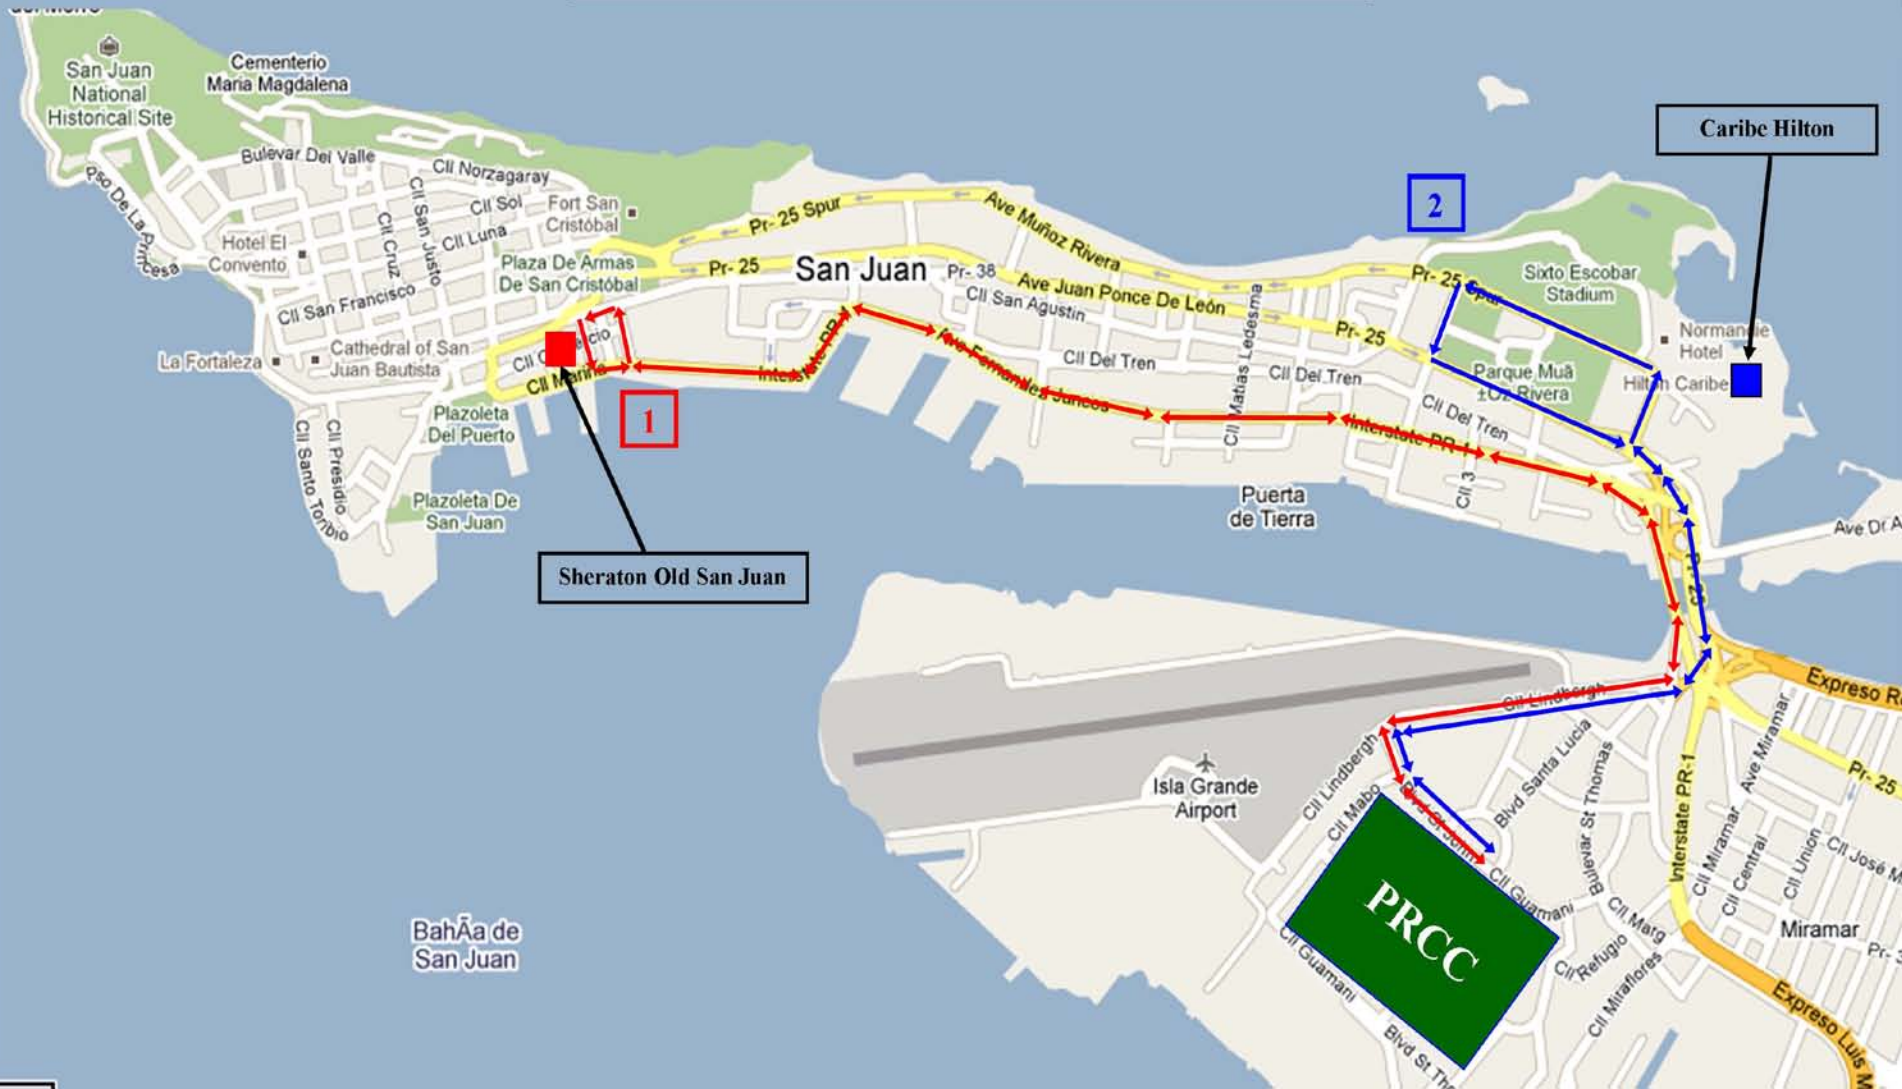 San Juan
National
Historical Site
Cementerio
Maria Magdalena
Bulevar Del Valle
Cll Norzagaray
Pso De La Princesa
Cll San Justo
Cll Sol
Fort San
Cristóbal
Cll Cruz
Cll Luna
Hotel El
Convento
Plaza De Armas
De San Cristóbal
Cll San Francisco
La Fortaleza
Cathedral of San
Juan Bautista
Cll Marina
Plazoleta
Del Puerto
Cll Presidio
Cll Santo Toribio
Plazoleta De
San Juan
1
Sheraton Old San Juan
Pr- 25 Spur
Pr- 25
San Juan
Pr- 38
Ave Muñoz Rivera
Ave Juan Ponce De León
Cll San Agustin
Ave Fernandez Juncos
Cll Del Tren
Cll Matias Ledesma
Cll Del Tren
Pr- 25
Interstate PR-1
Cll Del Tren
Cll 3
Puerta
de Tierra
2
Pr- 25 Spur
Sixto Escobar
Stadium
Parque Muã
±Oz Rivera
Normandie
Hotel
Hilton Caribe
Caribe Hilton
Ave Dr A
Expreso R
Cll Lindbergh
Cll Lindbergh
Cll Mabo
Blvd St John
Blvd Santa Lucia
Bulevar St Thomas
Isla Grande
Airport
Interstate PR-1
Ave Miramar
Pr- 25
Cll Miramar
Cll Central
Cll Union
Cll José M
PRCC
Cll Guamani
Cll Guamani
Cll Marg
Cll Refugio
Cll Miraflores
Miramar
Pr- 3
Expreso Luis M
Blvd St Th
BahÃa de
San Juan